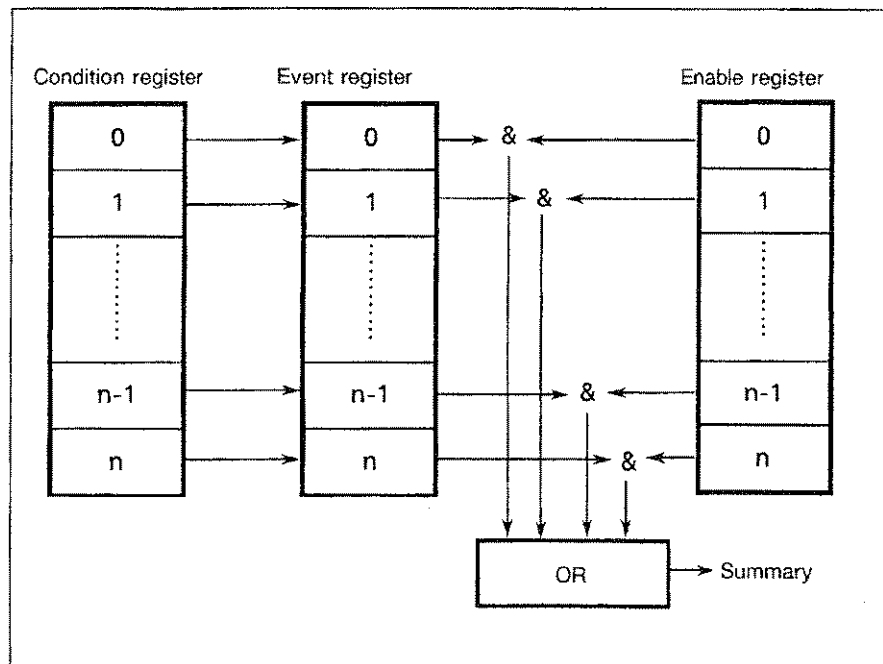 Condition register Event register Enable register
0 0 & 0
1 1 & 1
n-1 n-1 & n-1
n n & n
OR Summary